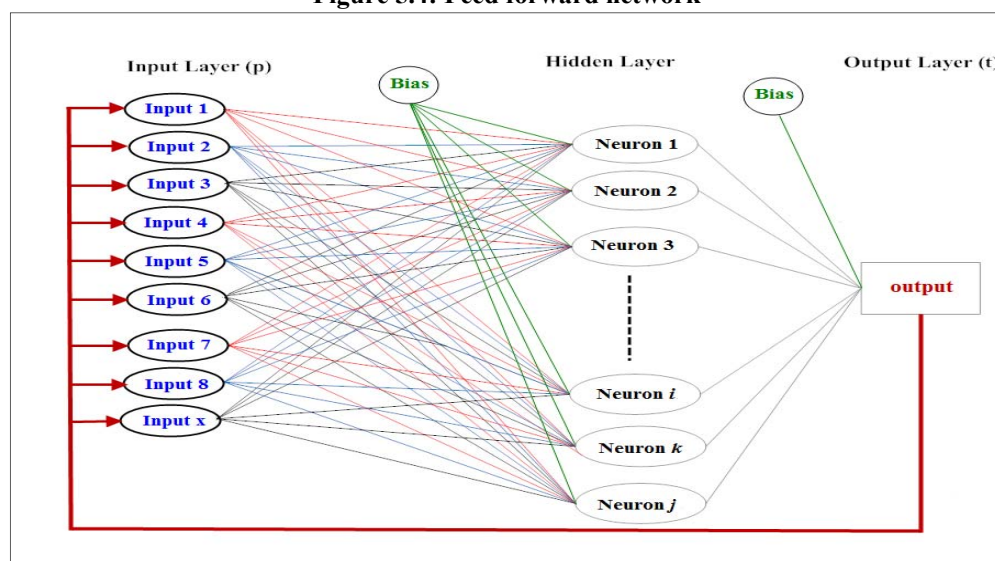 Figure 3.4: Feed forward network
Input Layer (p)
Hidden Layer
Output Layer (t)
Bias
Bias
Input 1
Input 2
Input 3
Input 4
Input 5
Input 6
Input 7
Input 8
Input x
Neuron 1
Neuron 2
Neuron 3
Neuron i
Neuron k
Neuron j
output